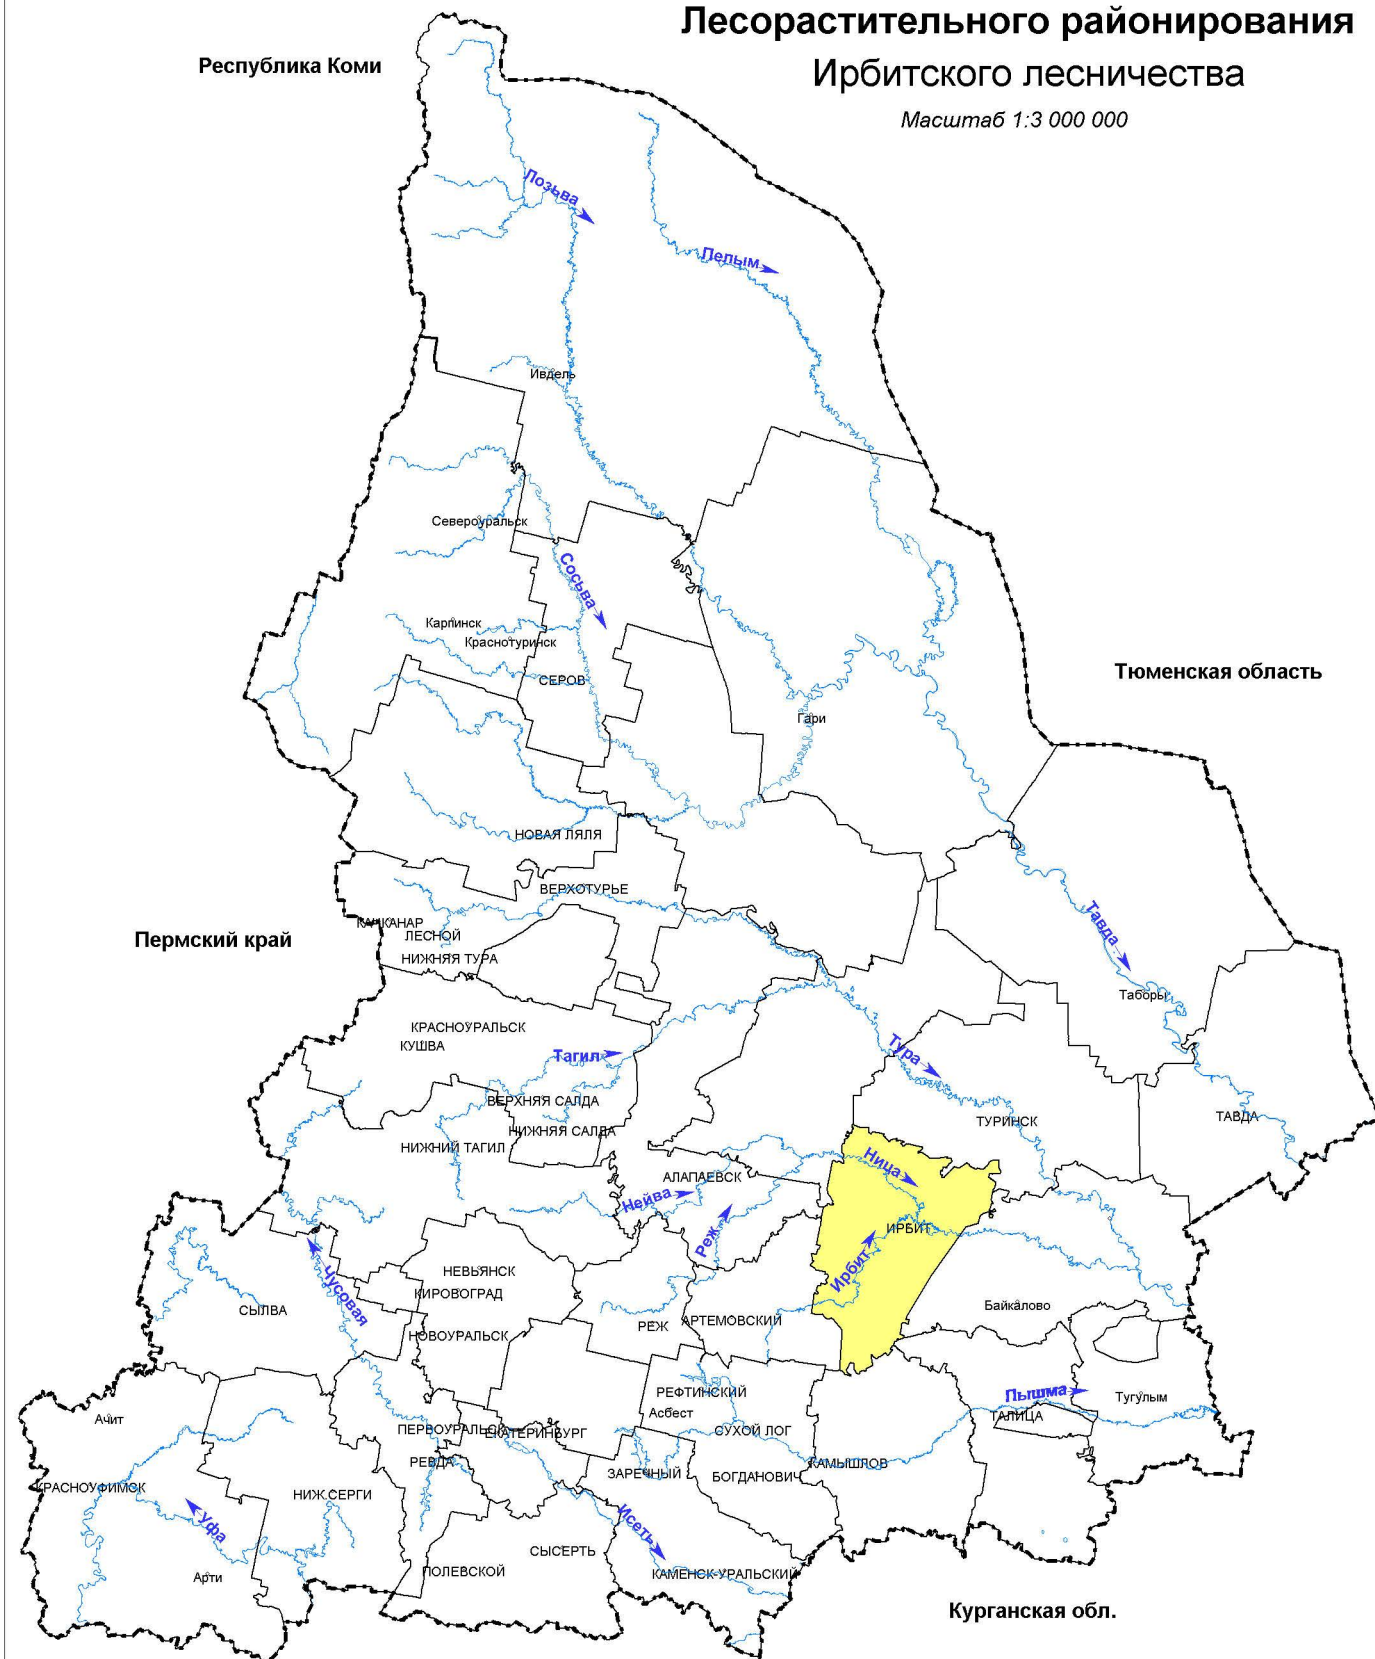 Лесорастительного районирования
Ирбитского лесничества
Масштаб 1:3 000 000
Республика Коми
Лозьва
Пелым
Ивдель
Североуральск
Сосьва
Карпинск
Краснотуринск
СЕРОВ
Тюменская область
Гари
НОВАЯ ЛЯЛЯ
ВЕРХОТУРЬЕ
КАЧКАНАР
ЛЕСНОЙ
Пермский край
НИЖНЯЯ ТУРА
Тавда
Таборы
КРАСНОУРАЛЬСК
КУШВА
Тагил
Тура
ВЕРХНЯЯ САЛДА
НИЖНЯЯ САЛДА
ТУРИНСК
ТАВДА
НИЖНИЙ ТАГИЛ
Ница
АЛАПАЕВСК
Нейва
Реж
ИРБИТ
Ирбит
НЕВЬЯНСК
КИРОВОГРАД
Чусовая
СЫЛВА
Байкалово
НОВОУРАЛЬСК
РЕЖ
АРТЕМОВСКИЙ
РЕФТИНСКИЙ
Асбест
Пышма
Тугулым
ТАЛИЦА
Ачит
ПЕРВОУРАЛЬСК
ЕКАТЕРИНБУРГ
СУХОЙ ЛОГ
РЕВДА
ЗАРЕЧНЫЙ
БОГДАНОВИЧ
КАМЫШЛОВ
КРАСНОУФИМСК
НИЖ.СЕРГИ
Уфа
Исеть
СЫСЕРТЬ
Арти
ПОЛЕВСКОЙ
КАМЕНСК-УРАЛЬСКИЙ
Курганская обл.